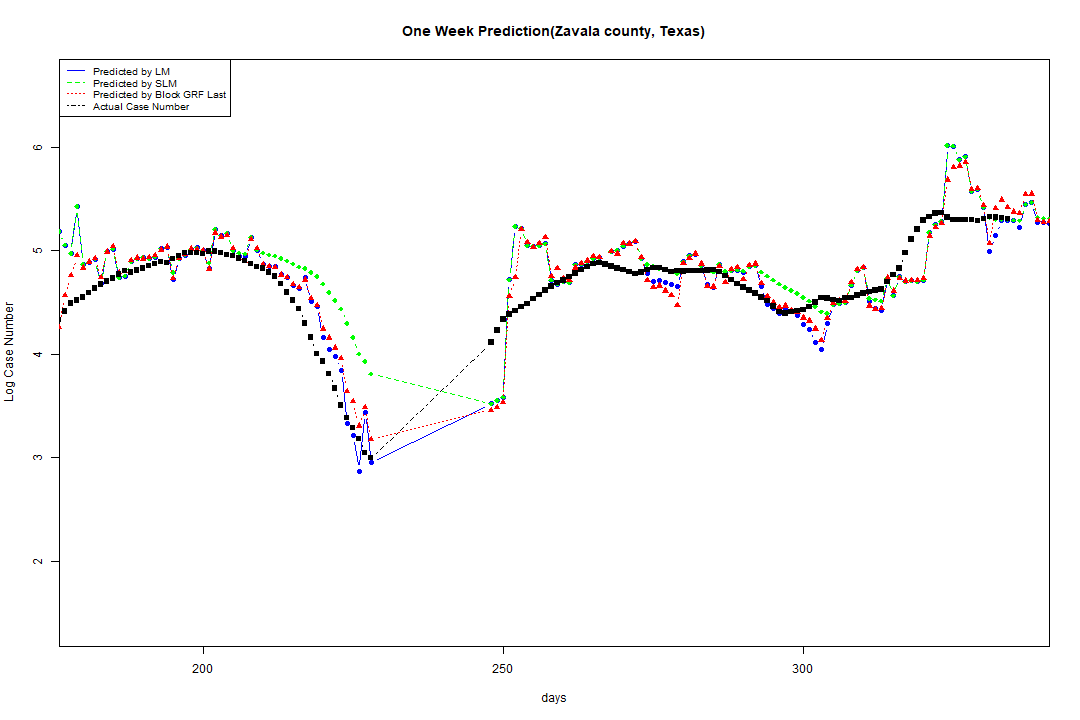 One Week Prediction(Zavala county, Texas)
Predicted by LM
Predicted by SLM
Predicted by Block GRF Last
Actual Case Number
6
5
4
3
2
Log Case Number
200
250
300
days